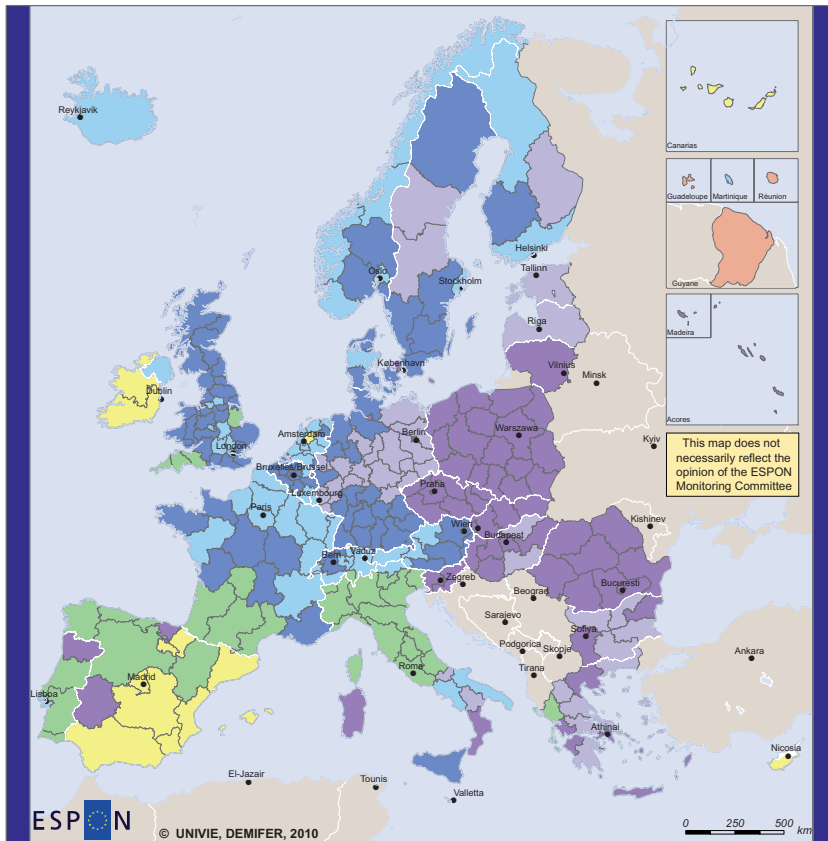 Reykjavik
Canarias
Guadeloupe
Martinique
Réunion
Guyane
Madeira
Acores
Helsinki
Tallinn
Oslo
Stockholm
Riga
København
Vilnius
Minsk
Dublin
Amsterdam
Berlin
Warszawa
London
Kyiv
Bruxelles/Brussel
This map does not
necessarily reflect the
opinion of the ESPON
Monitoring Committee
Luxembourg
Praha
Paris
Kishinev
Wien
Budapest
Bern
Vaduz
Zegreb
Beograd
Bucuresti
Sarajevo
Sofiya
Podgorica
Skopje
Ankara
Roma
Tirana
Madrid
Lisboa
Athinai
Nicosia
El-Jazair
Tounis
Valletta
ESPON
© UNIVIE, DEMIFER, 2010
0 250 500
km